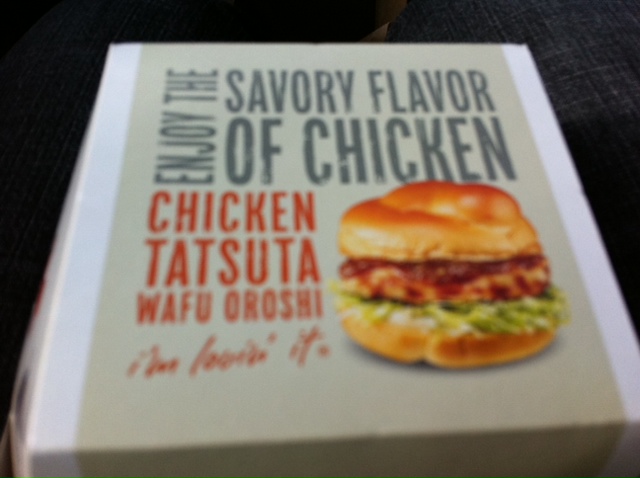 ENJOY THE
SAVORY FLAVOR
OF CHICKEN
CHICKEN
TATSUTA
WAFU OROSHI
i'm lovin' it®